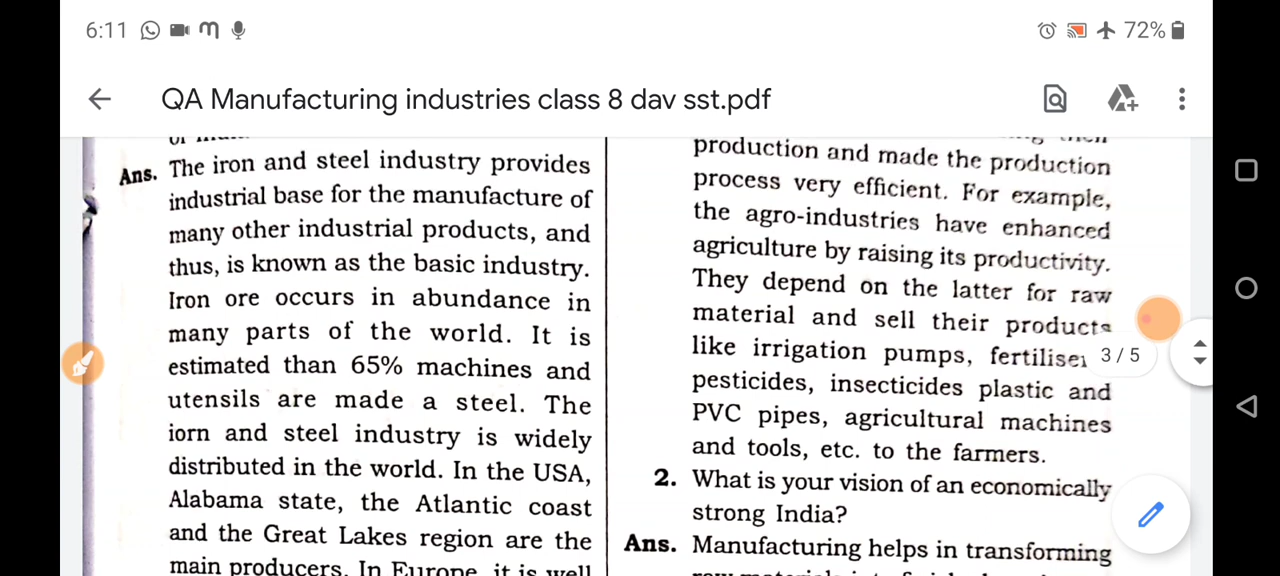 6:11
72%
QA Manufacturing industries class 8 dav sst.pdf
Ans. The iron and steel industry provides
industrial base for the manufacture of
many other industrial products, and
thus, is known as the basic industry.
Iron ore occurs in abundance in
many parts of the world. It is
estimated than 65% machines and
utensils are made a steel. The
iorn and steel industry is widely
distributed in the world. In the USA,
Alabama state, the Atlantic coast
and the Great Lakes region are the
main producers. In Europe, it is well
production and made the production
process very efficient. For example,
the agro-industries have enhanced
agriculture by raising its productivity.
They depend on the latter for raw
material and sell their products
like irrigation pumps,
pesticides, insecticides plastic and
PVC pipes, agricultural machines
and tools, etc. to the farmers.
2. What is your vision of an economically
strong India?
Ans. Manufacturing helps in transforming
3 / 5